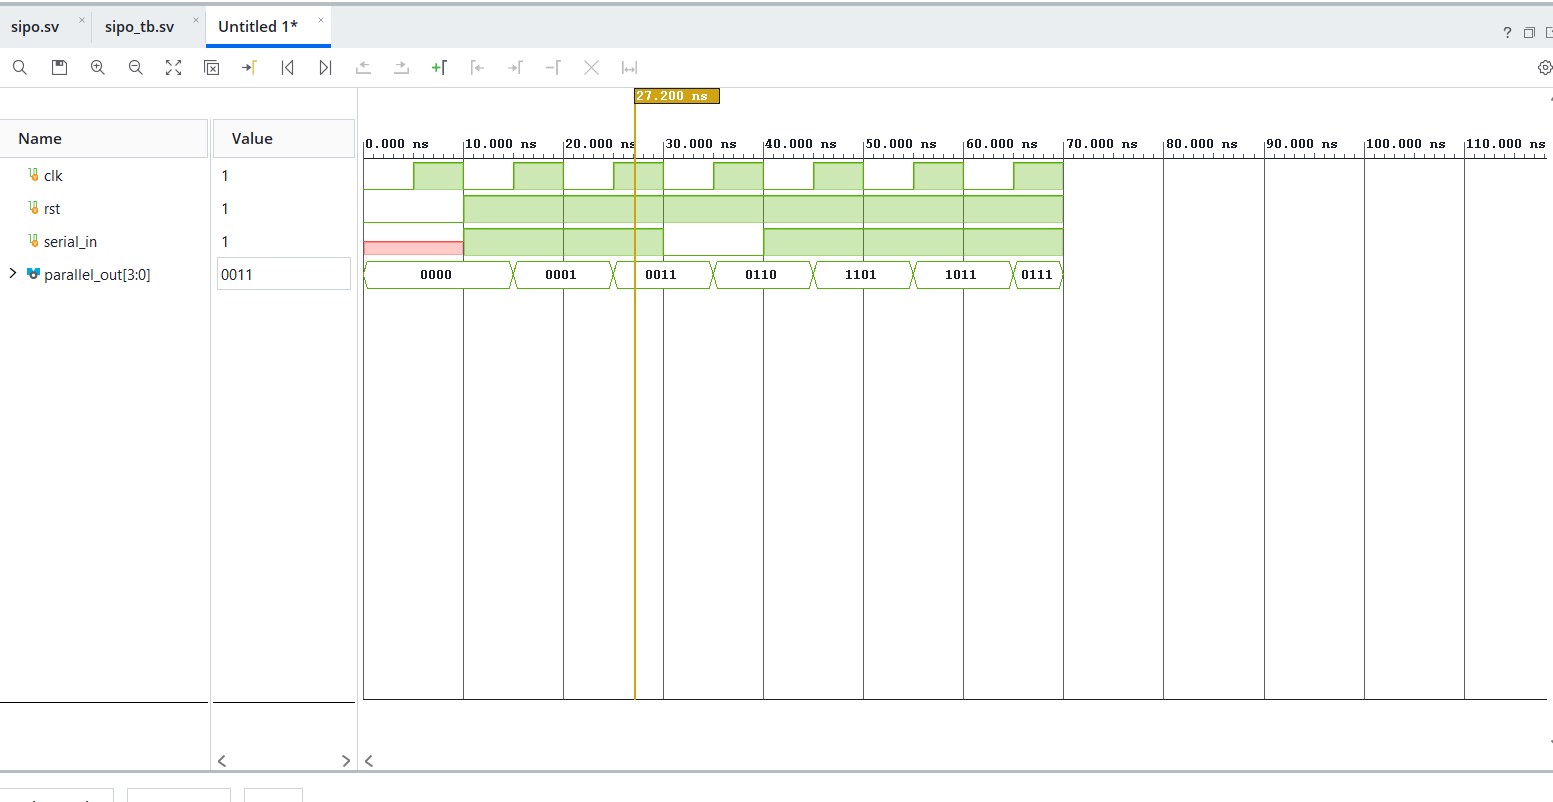 sipo.sv × sipo_tb.sv × Untitled 1* ×
?
27.200 ns
Name Value
0.000 ns 10.000 ns 20.000 ns 30.000 ns 40.000 ns 50.000 ns 60.000 ns 70.000 ns 80.000 ns 90.000 ns 100.000 ns 110.000 ns
clk 1
rst 1
serial_in 1
parallel_out[3:0] 0011 0000 0001 0011 0110 1101 1011 0111